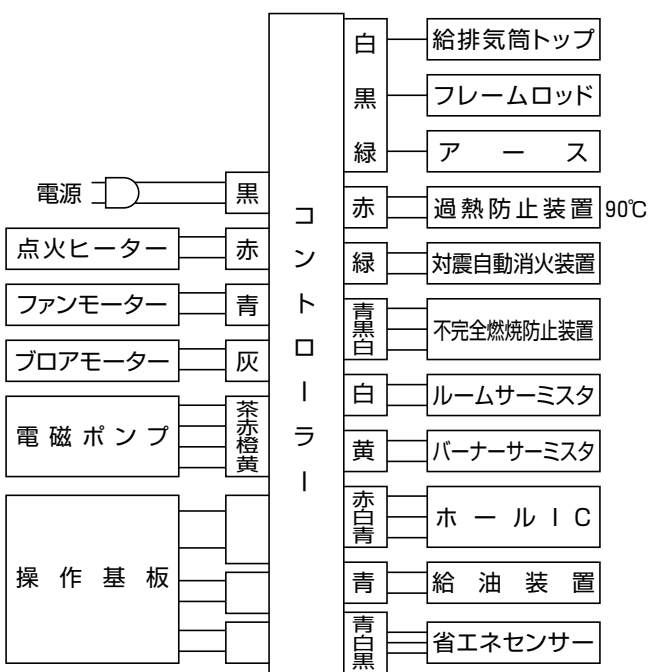 電源
黒
点火ヒーター
赤
ファンモーター
青
ブロアモーター
灰
電磁ポンプ
茶
赤
橙
黄
操作基板
コントローラー
白
給排気筒トップ
黒
フレームロッド
緑
アース
赤
過熱防止装置 90℃
緑
対震自動消火装置
青
黒
白
不完全燃焼防止装置
白
ルームサーミスタ
黄
バーナーサーミスタ
赤
白
青
ホールIC
青
給油装置
青
白
黒
省エネセンサー